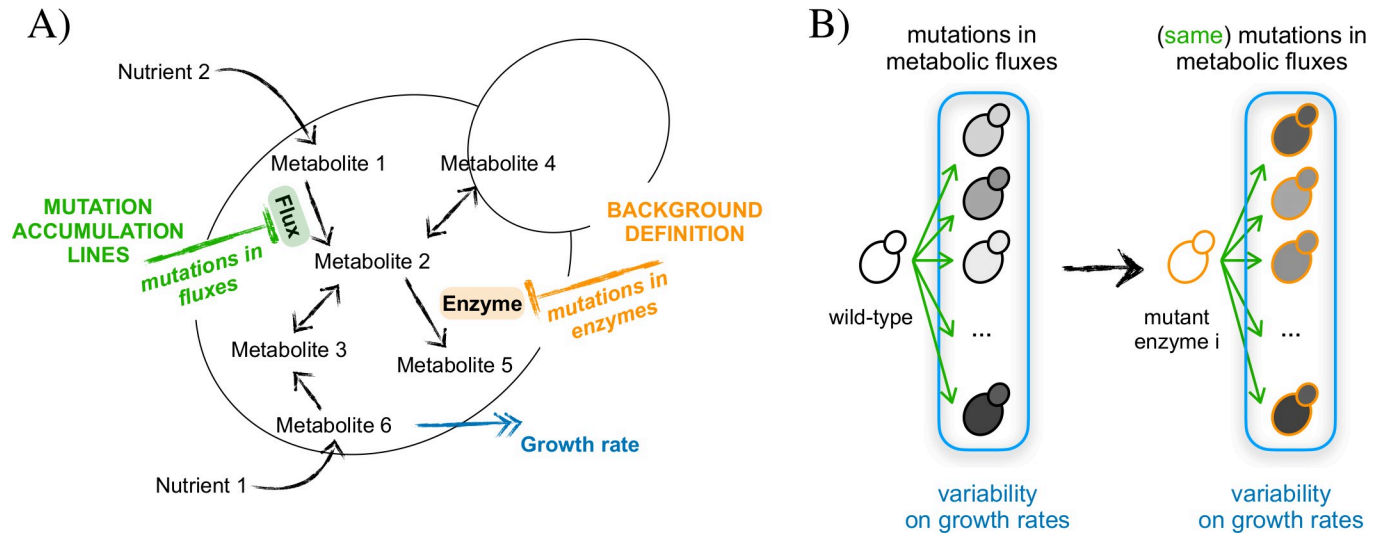 A)
Nutrient 2
Metabolite 1
Metabolite 4
MUTATION
ACCUMULATION
LINES
Flux
mutations in
fluxes
BACKGROUND
DEFINITION
Metabolite 2
Enzyme
mutations in
enzymes
Metabolite 3
Metabolite 5
Metabolite 6
Growth rate
Nutrient 1
B)
mutations in
metabolic fluxes
(same) mutations in
metabolic fluxes
wild-type
...
mutant
enzyme i
...
variability
on growth rates
variability
on growth rates